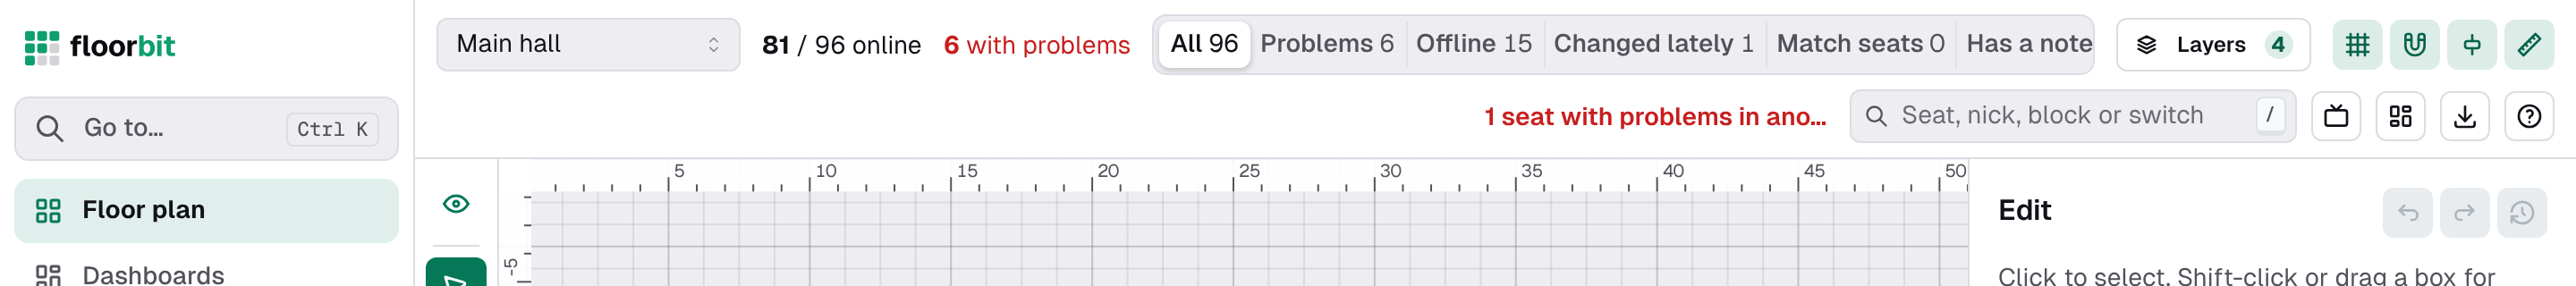 floorbit
Main hall
81 / 96 online
6 with problems
All 96
Problems 6
Offline 15
Changed lately 1
Match seats 0
Has a note
Layers 4
Go to...
Ctrl K
1 seat with problems in ano...
Seat, nick, block or switch
/
5 10 15 20 25 30 35 40 45 50
Floor plan
Edit
-5
Dashboards
Click to select. Shift-click or drag a box for